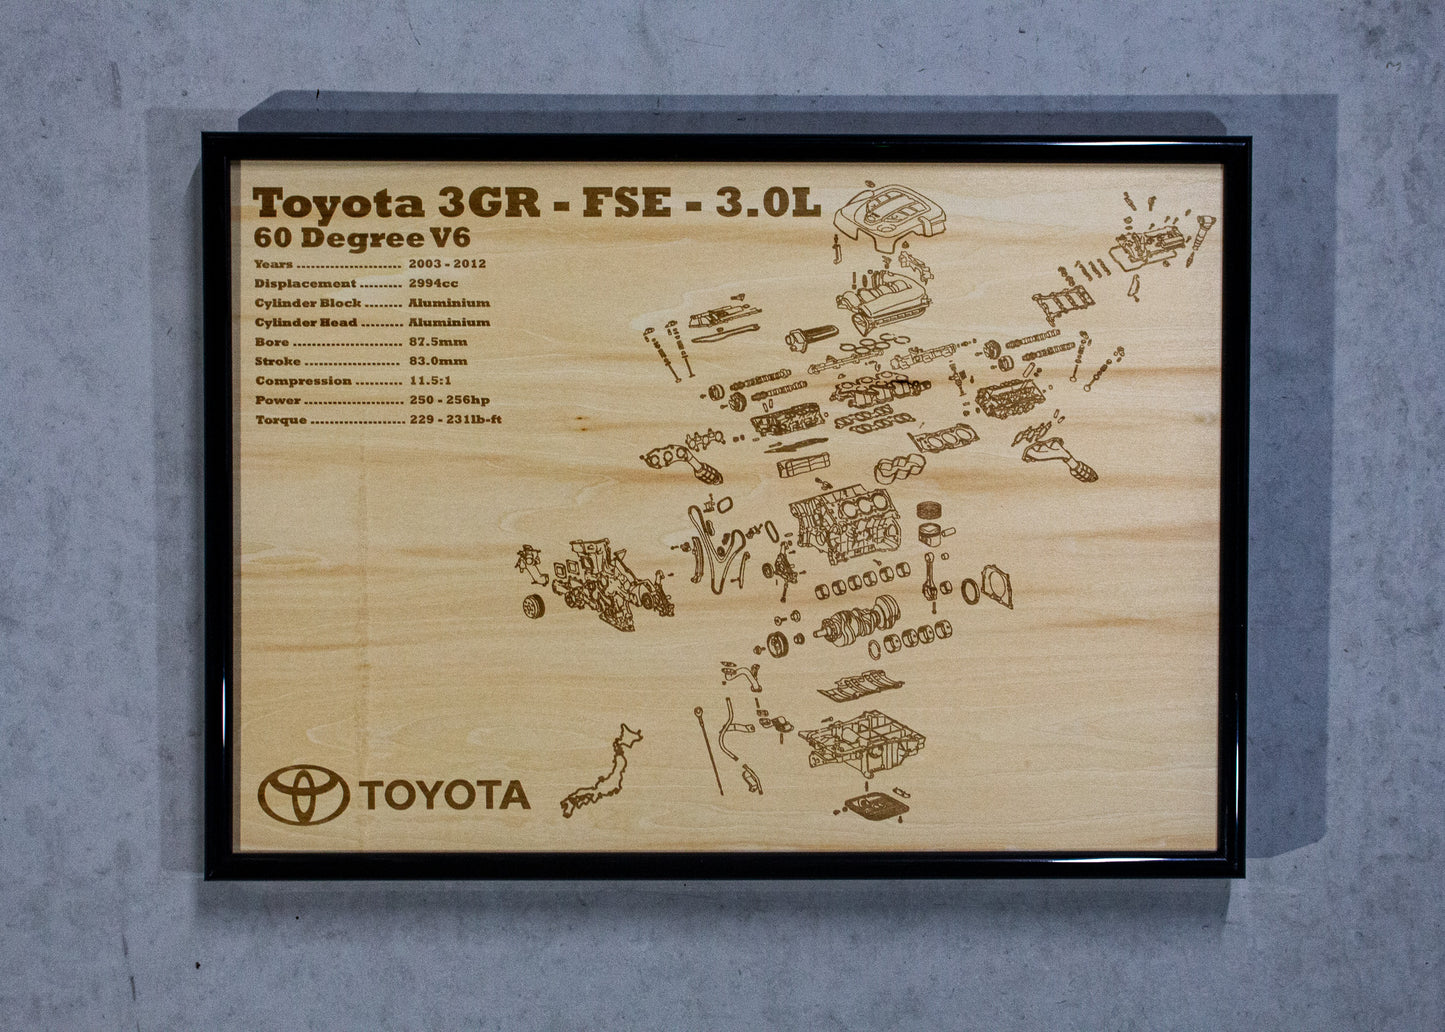 Toyota 3GR - FSE - 3.0L
60 Degree V6
Years .......................... 2003 - 2012
Displacement .......... 2994cc
Cylinder Block ......... Aluminium
Cylinder Head .......... Aluminium
Bore ........................... 87.5mm
Stroke ......................... 83.0mm
Compression ........... 11.5:1
Power ......................... 250 - 256hp
Torque ....................... 229 - 231lb-ft
TOYOTA